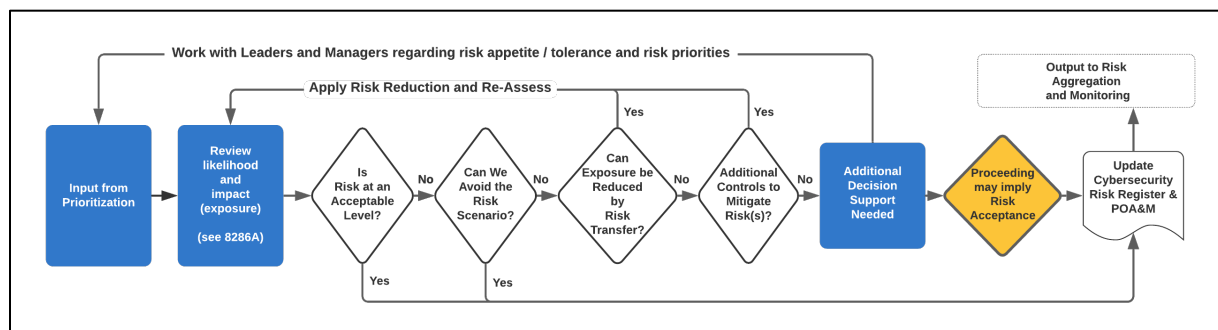 Work with Leaders and Managers regarding risk appetite / tolerance and risk priorities
Apply Risk Reduction and Re-Assess
Output to Risk
Aggregation
and Monitoring
Yes
Yes
Input from
Prioritization
Review
likelihood
and
impact
(exposure)
(see 8286A)
Is
Risk at an
Acceptable
Level?
No
Can We
Avoid the
Risk
Scenario?
No
Can
Exposure be
Reduced
by
Risk
Transfer?
No
Additional
Controls to
Mitigate
Risk(s)?
No
Additional
Decision
Support
Needed
Proceeding
may imply
Risk
Acceptance
Update
Cybersecurity
Risk Register &
POA&M
Yes
Yes